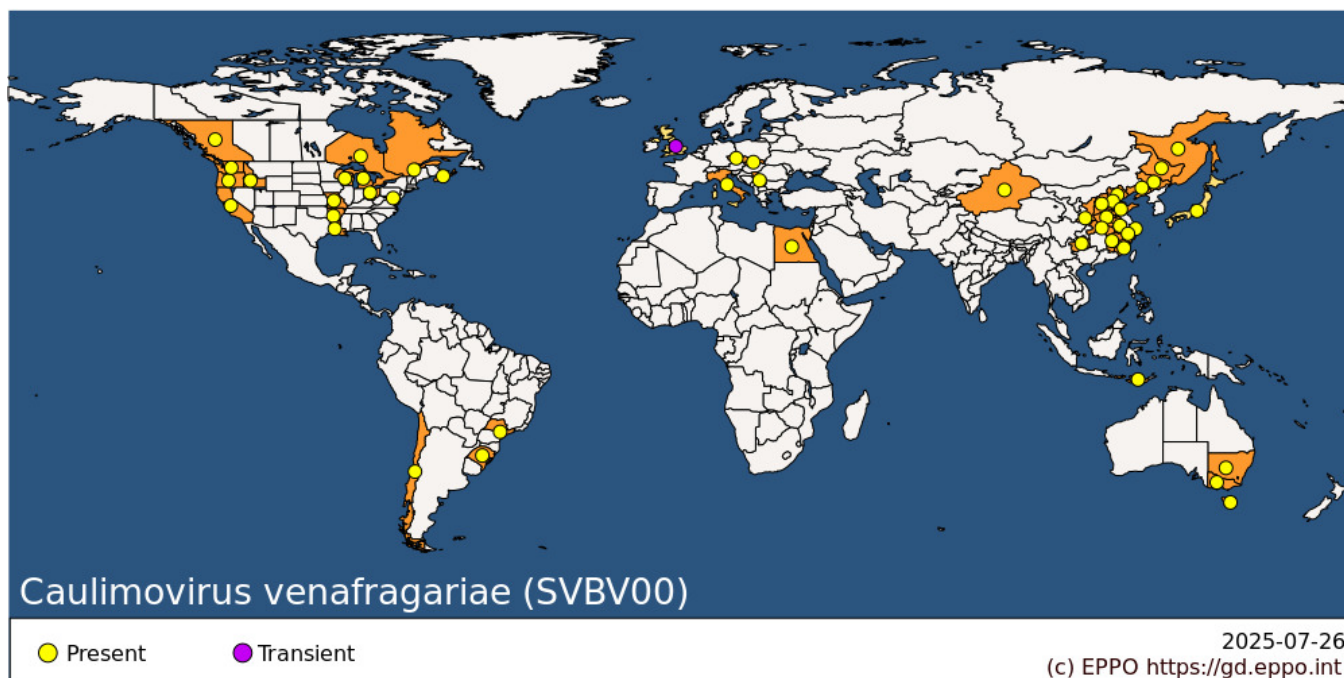 Caulimovirus venafragariae (SVBV00)
Present
Transient
2025-07-26
(c) EPPO https://gd.eppo.int